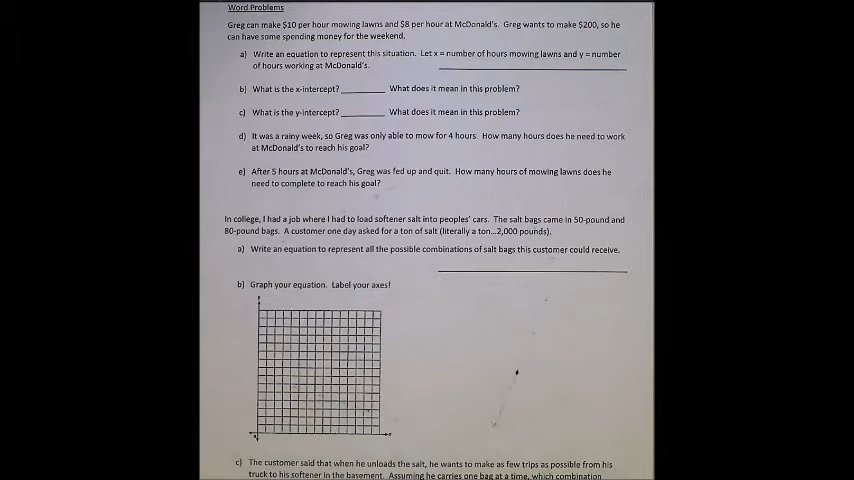 Word Problems
Greg can make $10 per hour mowing lawns and $8 per hour at McDonald's. Greg wants to make $200, so he
can have some spending money for the weekend.
a) Write an equation to represent this situation. Let x = number of hours mowing lawns and y = number
of hours working at McDonald's.
b) What is the x-intercept? ________ What does it mean in this problem?
c) What is the y-intercept? ________ What does it mean in this problem?
d) It was a rainy week, so Greg was only able to mow for 4 hours. How many hours does he need to work
at McDonald's to reach his goal?
e) After 5 hours at McDonald's, Greg was fed up and quit. How many hours of mowing lawns does he
need to complete to reach his goal?
In college, I had a job where I had to load softener salt into peoples' cars. The salt bags came in 50-pound and
80-pound bags. A customer one day asked for a ton of salt (literally a ton...2,000 pounds).
a) Write an equation to represent all the possible combinations of salt bags this customer could receive.
b) Graph your equation. Label your axes!
c) The customer said that when he unloads the salt, he wants to make as few trips as possible from his
truck to his softener in the basement. Assuming he carries one bag at a time, which combination